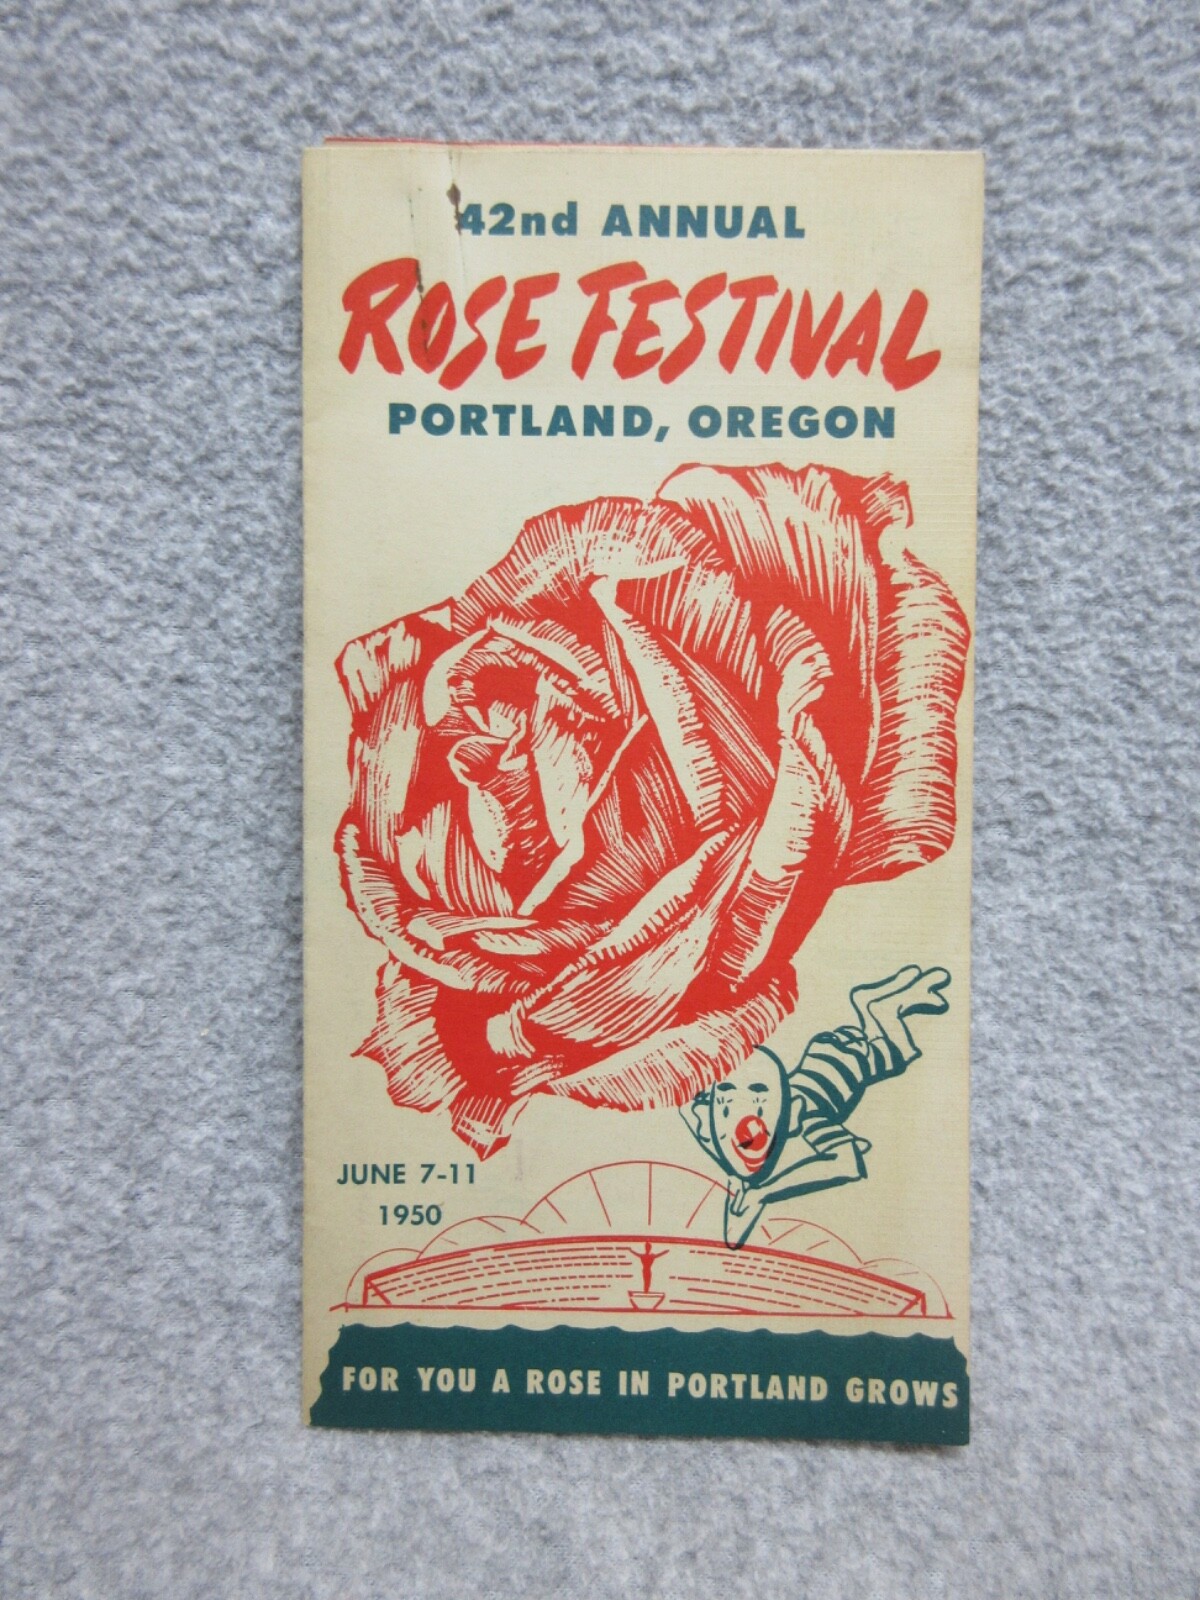 42nd ANNUAL
ROSE FESTIVAL
PORTLAND, OREGON
JUNE 7-11
1950
FOR YOU A ROSE IN PORTLAND GROWS